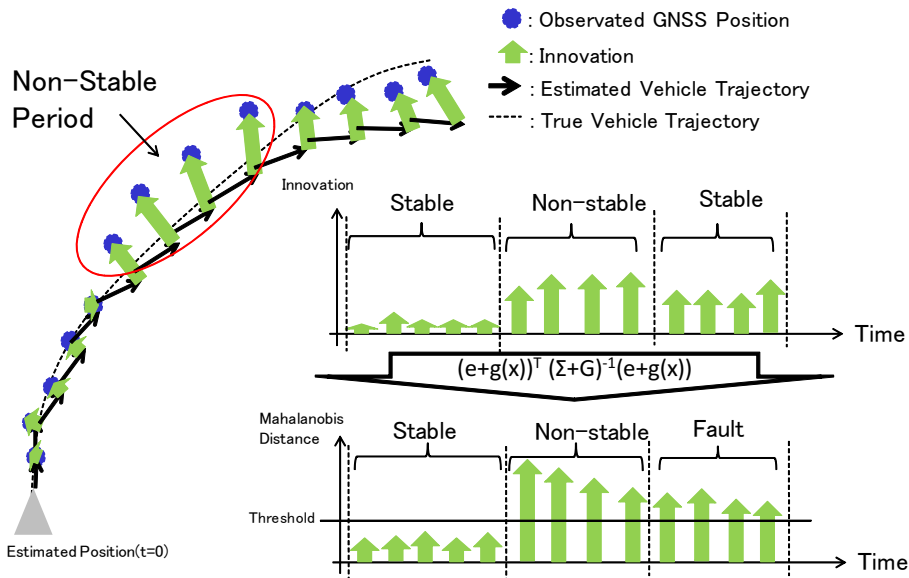 : Observated GNSS Position
: Innovation
: Estimated Vehicle Trajectory
: True Vehicle Trajectory
Non-Stable
Period
Innovation
Stable
Non-stable
Stable
Time
(e+g(x))ᵀ (Σ+G)⁻¹(e+g(x))
Mahalanobis
Distance
Stable
Non-stable
Fault
Threshold
Time
Estimated Position(t=0)